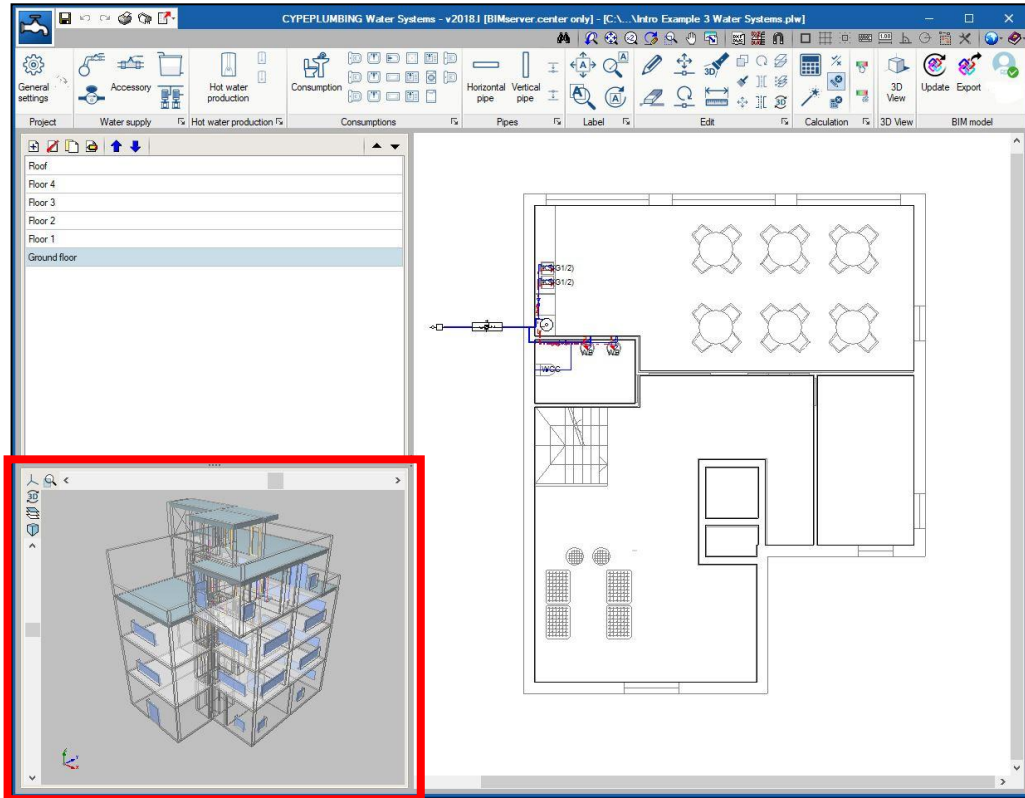 CYPEPLUMBING Water Systems - v2018.l [BIMserver.center only] - [C:\...\Intro Example 3 Water Systems.plw]
General settings
Accessory
Hot water production
Consumption
Horizontal pipe
Vertical pipe
3D View
Update
Export
Project
Water supply
Hot water production
Consumptions
Pipes
Label
Edit
Calculation
3D View
BIM model
Roof
Floor 4
Floor 3
Floor 2
Floor 1
Ground floor
WCC